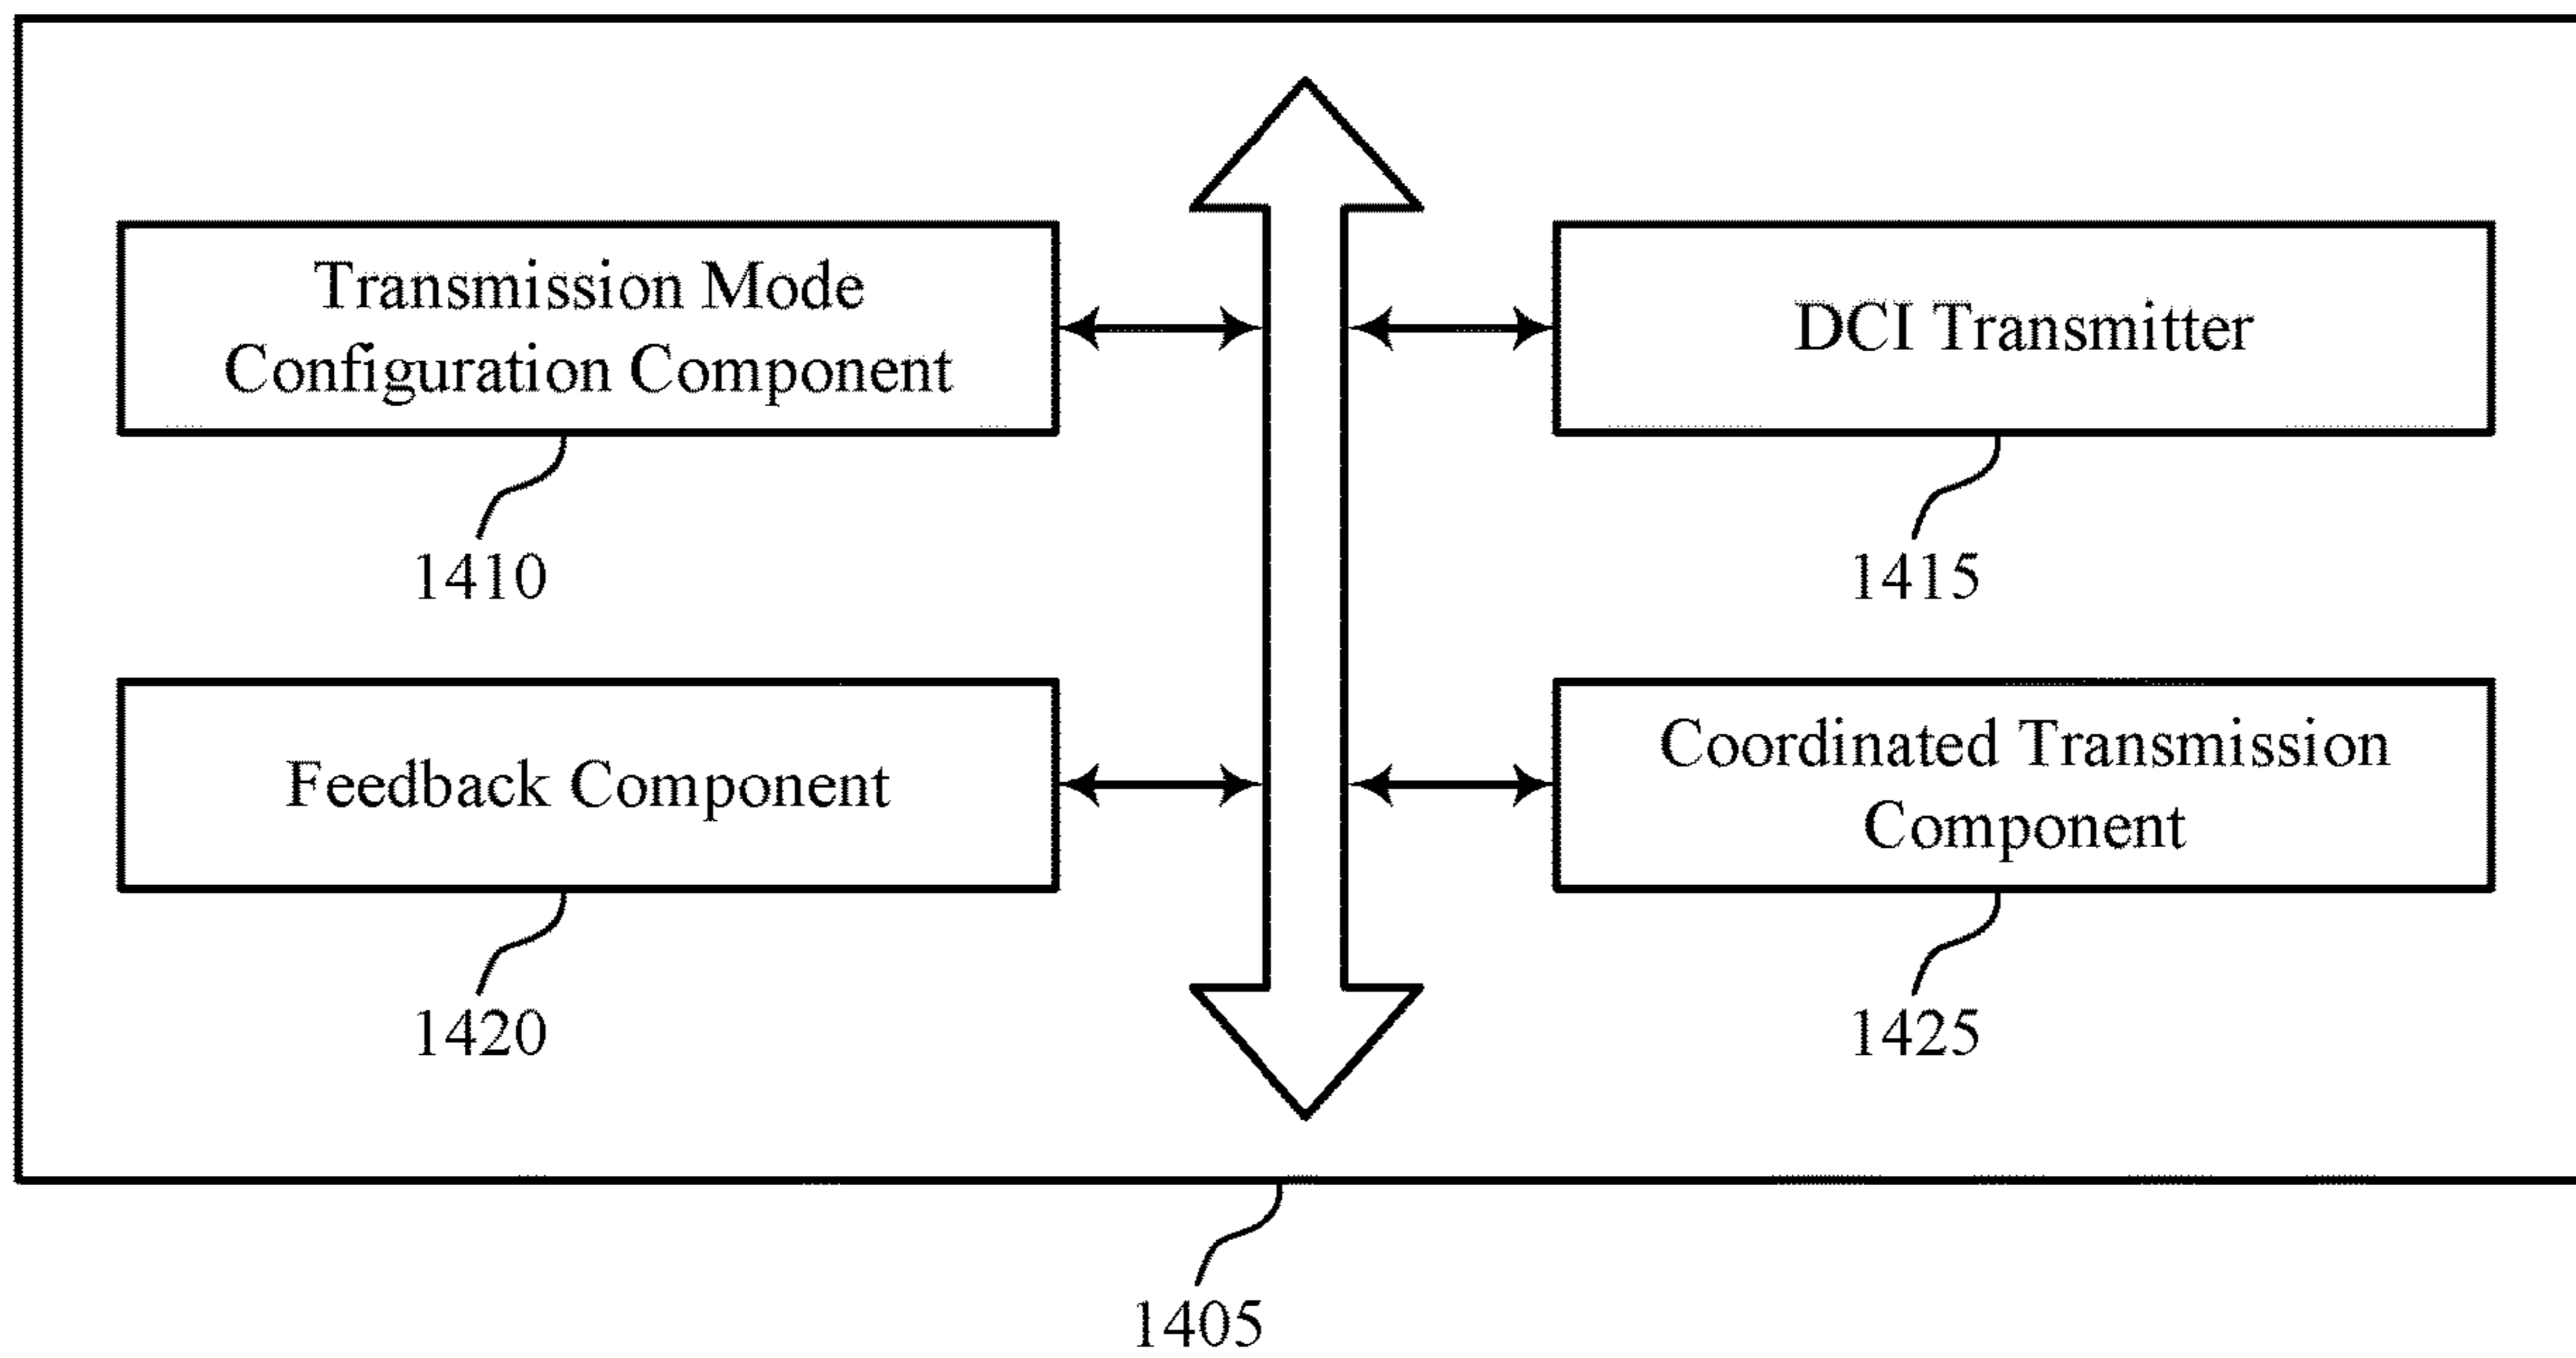 Transmission Mode
Configuration Component
1410
DCI Transmitter
1415
Feedback Component
1420
Coordinated Transmission
Component
1425
1405